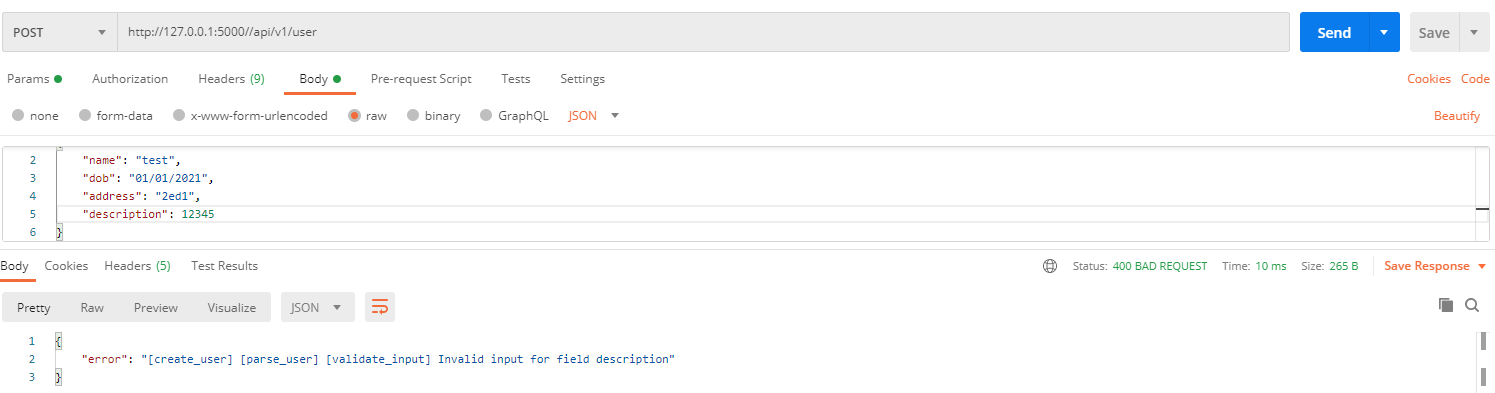 POST http://127.0.0.1:5000//api/v1/user Send Save
Params Authorization Headers (9) Body Pre-request Script Tests Settings Cookies Code
none form-data x-www-form-urlencoded raw binary GraphQL JSON Beautify
2 "name": "test",
3 "dob": "01/01/2021",
4 "address": "2ed1",
5 "description": 12345
6 }
Body Cookies Headers (5) Test Results Status: 400 BAD REQUEST Time: 10 ms Size: 265 B Save Response
Pretty Raw Preview Visualize JSON
1 {
2 "error": "[create_user] [parse_user] [validate_input] Invalid input for field description"
3 }